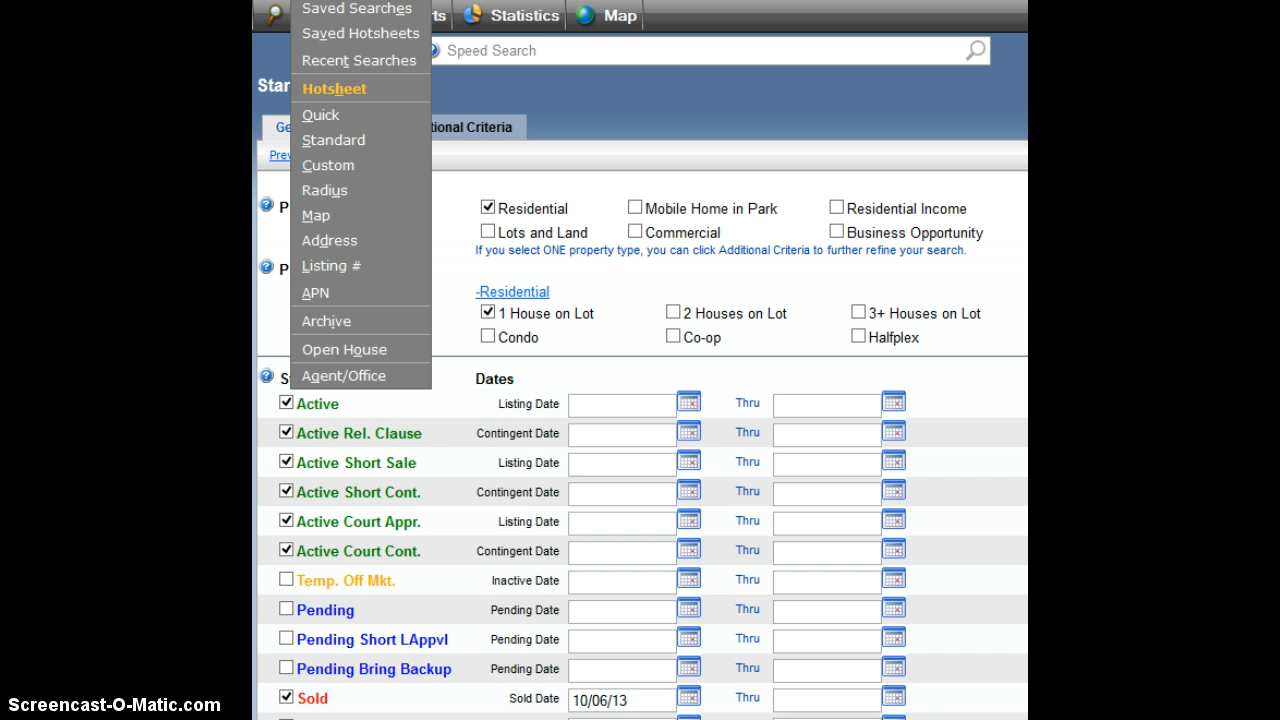 Saved Searches
rts
Statistics
Map
Saved Hotsheets
Speed Search
Recent Searches
Star
Hotsheet
Quick
Ge
tional Criteria
Standard
Prev
Custom
Radius
P
Residential
Mobile Home in Park
Residential Income
Map
Lots and Land
Commercial
Business Opportunity
Address
If you select ONE property type, you can click Additional Criteria to further refine your search.
Listing #
P
APN
-Residential
Archive
1 House on Lot
2 Houses on Lot
3+ Houses on Lot
Condo
Co-op
Halfplex
Open House
Agent/Office
S
Dates
Active Listing Date Thru
Active Rel. Clause Contingent Date Thru
Active Short Sale Listing Date Thru
Active Short Cont. Contingent Date Thru
Active Court Appr. Listing Date Thru
Active Court Cont. Contingent Date Thru
Temp. Off Mkt. Inactive Date Thru
Pending Pending Date Thru
Pending Short LAppvl Pending Date Thru
Pending Bring Backup Pending Date Thru
Sold Sold Date 10/06/13 Thru
Screencast-O-Matic.com